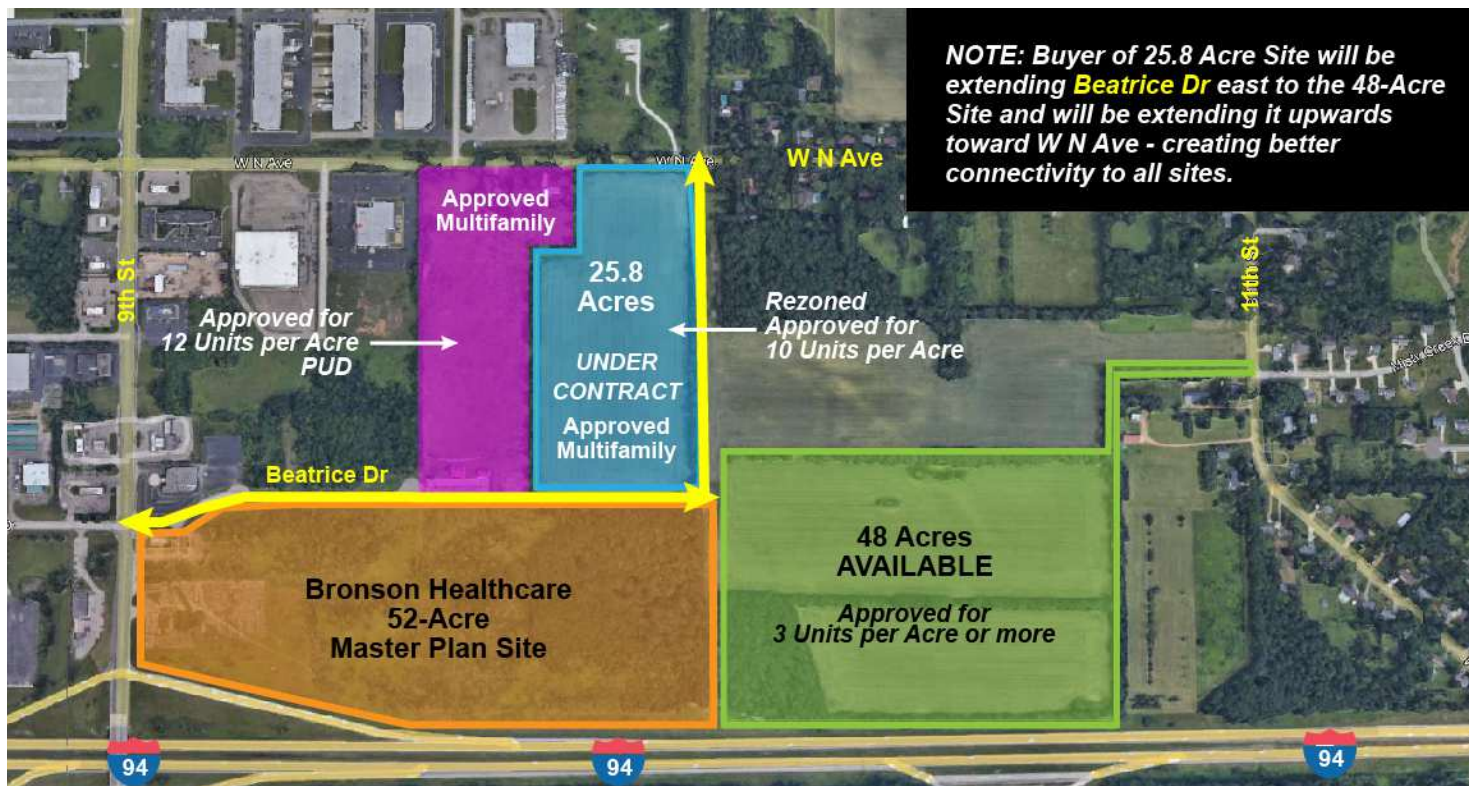 NOTE: Buyer of 25.8 Acre Site will be
extending Beatrice Dr east to the 48-Acre
Site and will be extending it upwards
toward W N Ave - creating better
connectivity to all sites.
W N Ave
W N Ave
W N Ave
Approved
Multifamily
9th St
11th St
25.8
Acres
UNDER
CONTRACT
Approved
Multifamily
Approved for
12 Units per Acre
PUD
Rezoned
Approved for
10 Units per Acre
Misty Creek
Beatrice Dr
48 Acres
AVAILABLE
Approved for
3 Units per Acre or more
Bronson Healthcare
52-Acre
Master Plan Site
94
94
94